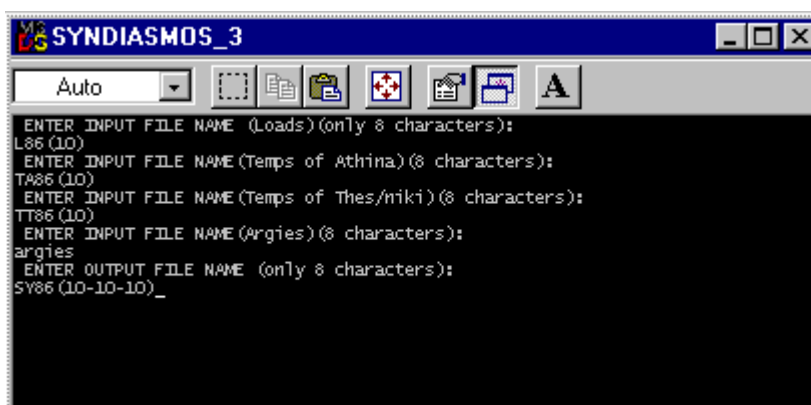 SYNDIASMOS_3
Auto
A
ENTER INPUT FILE NAME (Loads)(only 8 characters):
L86(10)
ENTER INPUT FILE NAME(Temps of Athina)(8 characters):
TA86(10)
ENTER INPUT FILE NAME(Temps of Thes/niki)(8 characters):
TT86(10)
ENTER INPUT FILE NAME(Argies)(8 characters):
argies
ENTER OUTPUT FILE NAME (only 8 characters):
SY86(10-10-10)_